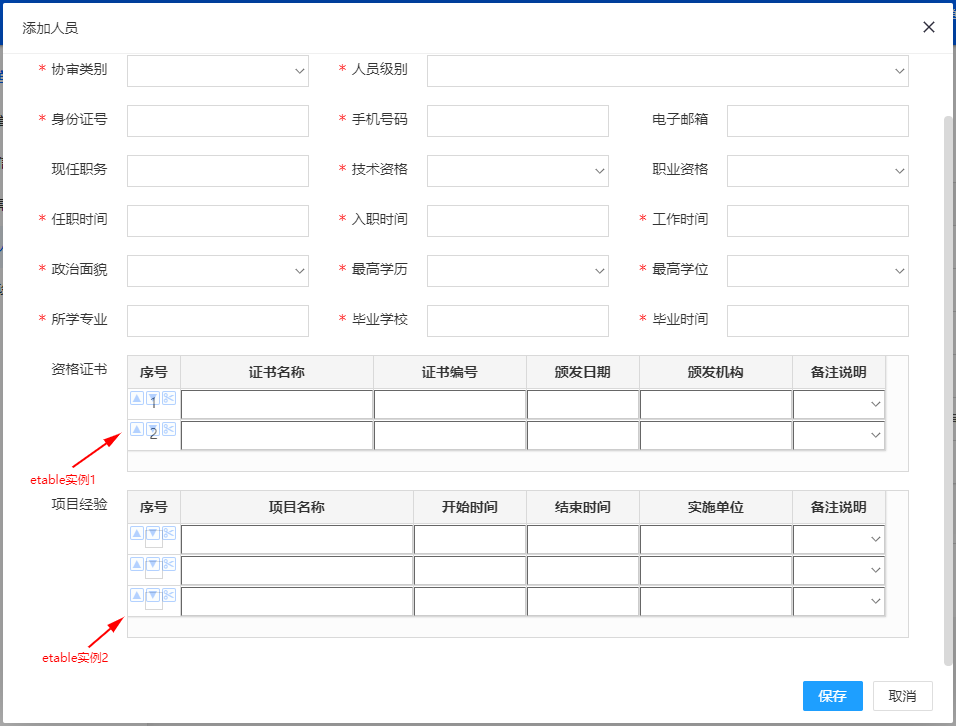 添加人员
* 协审类别 * 人员级别
* 身份证号 * 手机号码 电子邮箱
现任职务 * 技术资格 职业资格
* 任职时间 * 入职时间 * 工作时间
* 政治面貌 * 最高学历 * 最高学位
* 所学专业 * 毕业学校 * 毕业时间
资格证书 序号 证书名称 证书编号 颁发日期 颁发机构 备注说明
1
2
etable实例1
项目经验 序号 项目名称 开始时间 结束时间 实施单位 备注说明
etable实例2
保存 取消